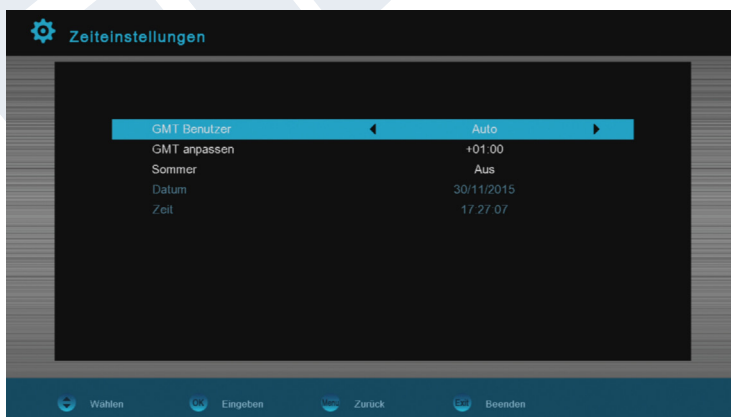 Zeiteinstellungen
GMT Benutzer Auto
GMT anpassen +01:00
Sommer Aus
Datum 30/11/2015
Zeit 17:27:07
Wählen OK Eingeben Menu Zurück Exit Beenden